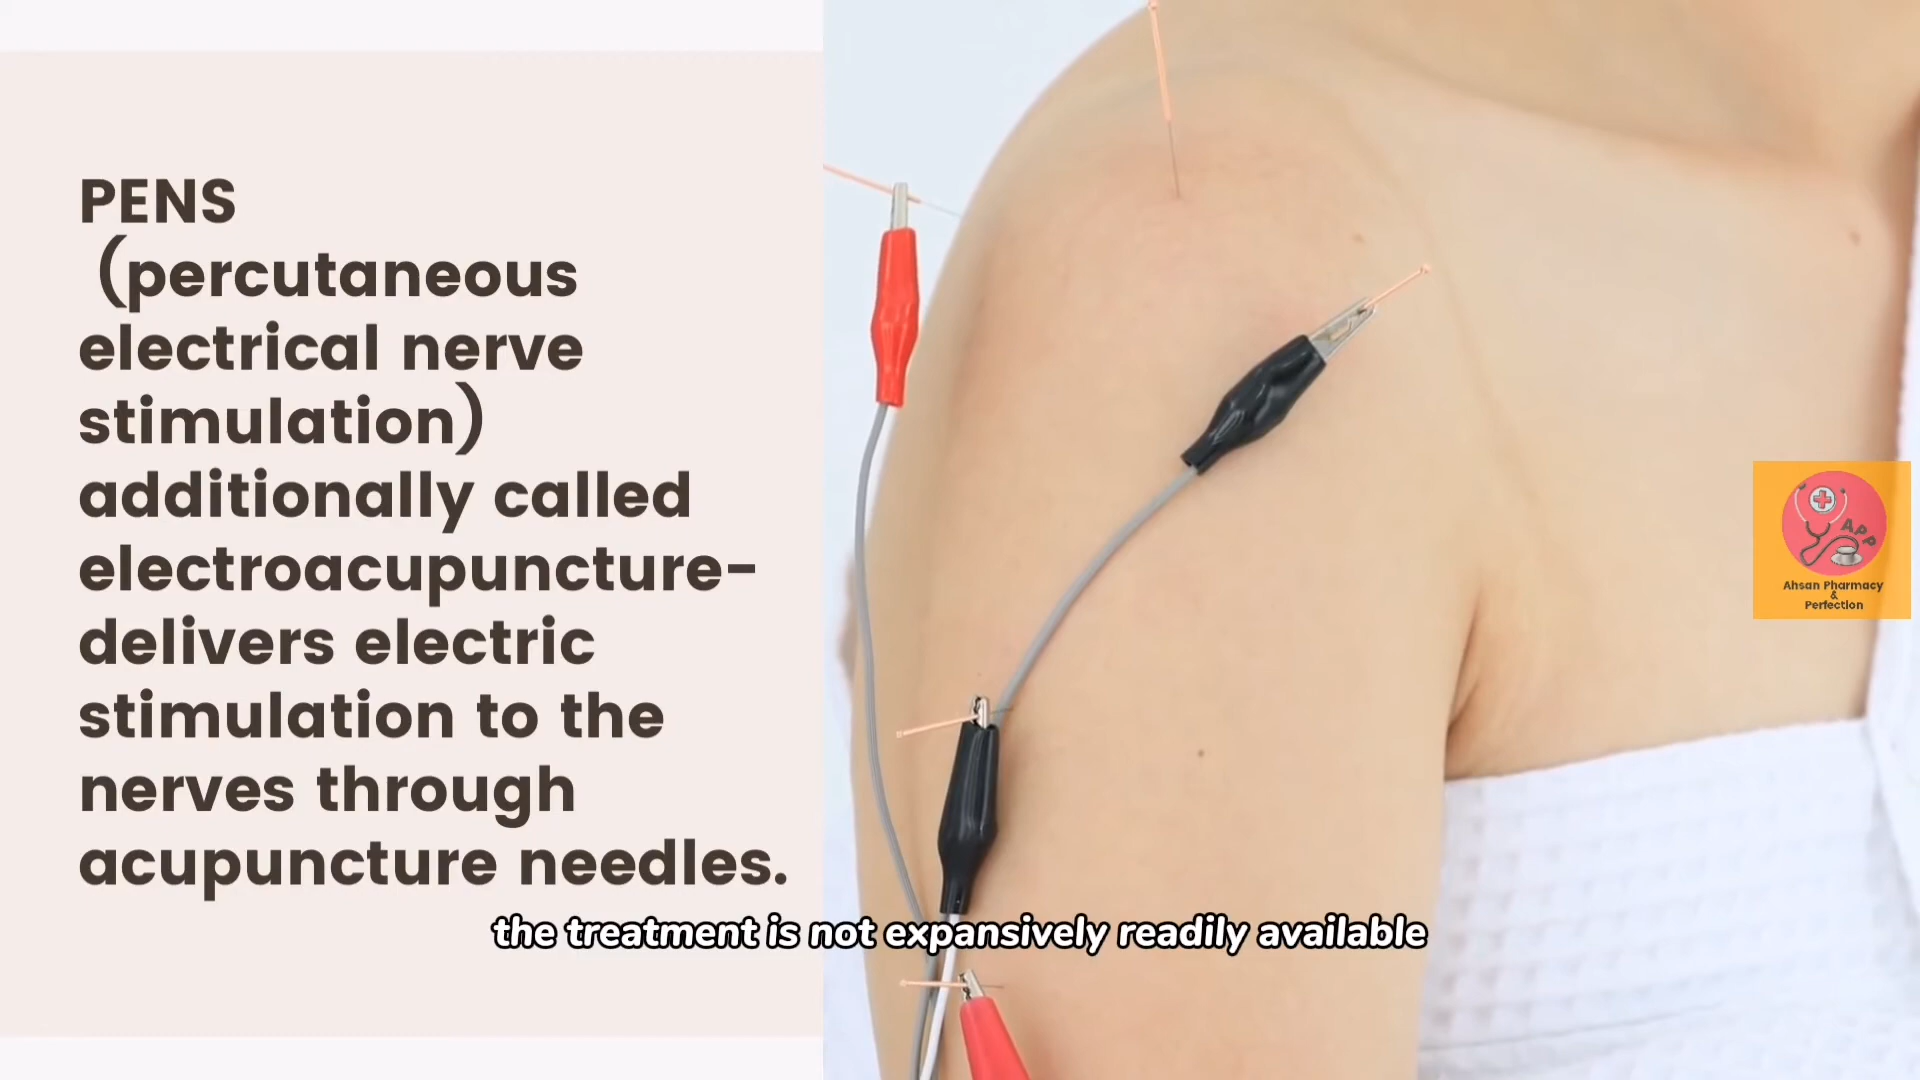 PENS
(percutaneous
electrical nerve
stimulation)
additionally called
electroacupuncture-
delivers electric
stimulation to the
nerves through
acupuncture needles.
the treatment is not expansively readily available
A.P.P
Ahsan Pharmacy
&
Perfection